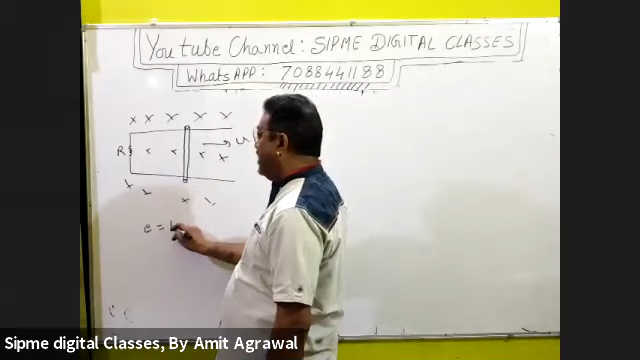 You tube Channel: SIPME DIGITAL CLASSES
WhatsAPP: 7088441188
x x x x x
R x x x x → v
x x x x
e =
Sipme digital Classes, By Amit Agrawal